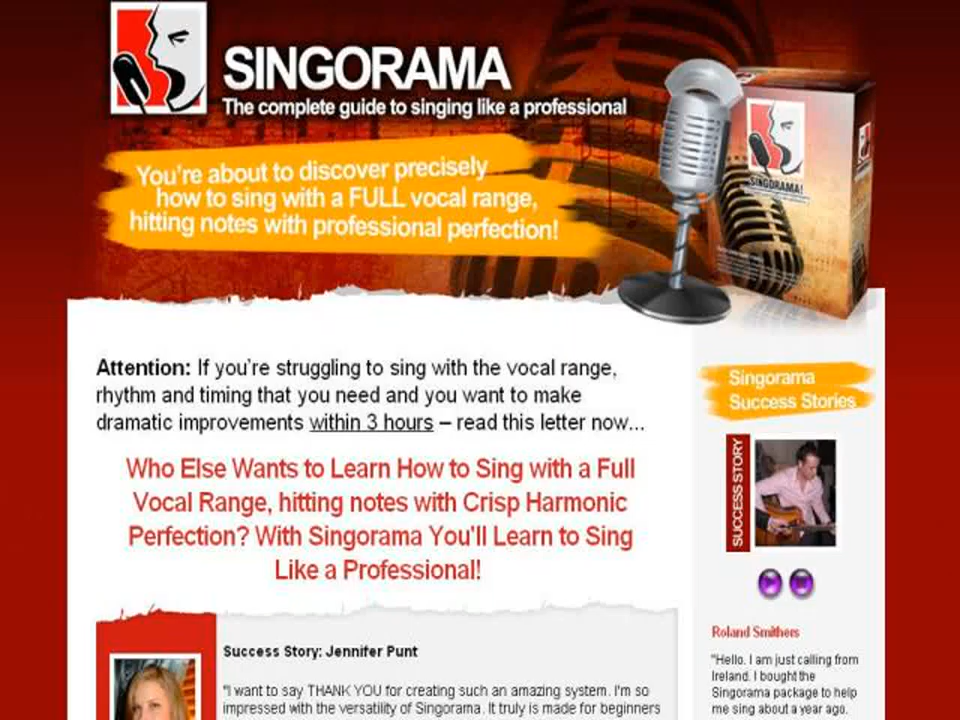 SINGORAMA
The complete guide to singing like a professional
You're about to discover precisely
how to sing with a FULL vocal range,
hitting notes with professional perfection!
SINGORAMA!
Attention: If you're struggling to sing with the vocal range,
rhythm and timing that you need and you want to make
dramatic improvements within 3 hours – read this letter now...
Who Else Wants to Learn How to Sing with a Full
Vocal Range, hitting notes with Crisp Harmonic
Perfection? With Singorama You'll Learn to Sing
Like a Professional!
Success Story: Jennifer Punt
"I want to say THANK YOU for creating such an amazing system. I'm so
impressed with the versatility of Singorama. It truly is made for beginners
Singorama
Success Stories
SUCCESS STORY
Roland Smithers
"Hello. I am just calling from
Ireland. I bought the
Singorama package to help
me sing about a year ago.